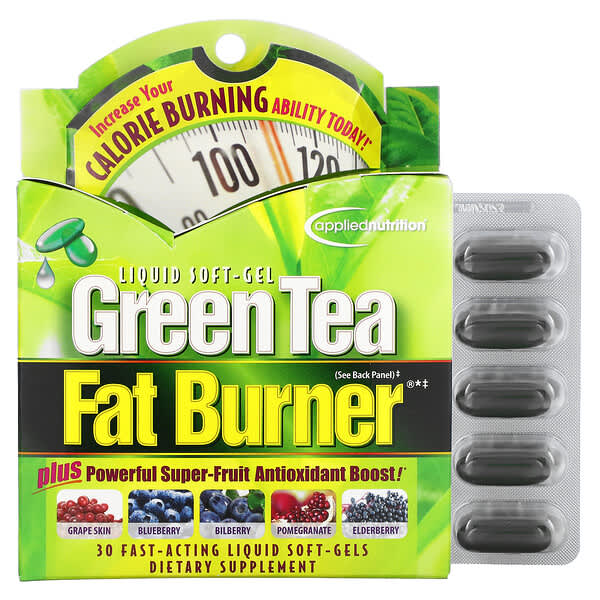 Increase Your
CALORIE BURNING
ABILITY TODAY!*
100
120
appliednutrition®
LIQUID SOFT-GEL
Green Tea
(See Back Panel)‡
Fat Burner®*‡
plus Powerful Super-Fruit Antioxidant Boost!*
GRAPE SKIN BLUEBERRY BILBERRY POMEGRANATE ELDERBERRY
30 FAST-ACTING LIQUID SOFT-GELS
DIETARY SUPPLEMENT